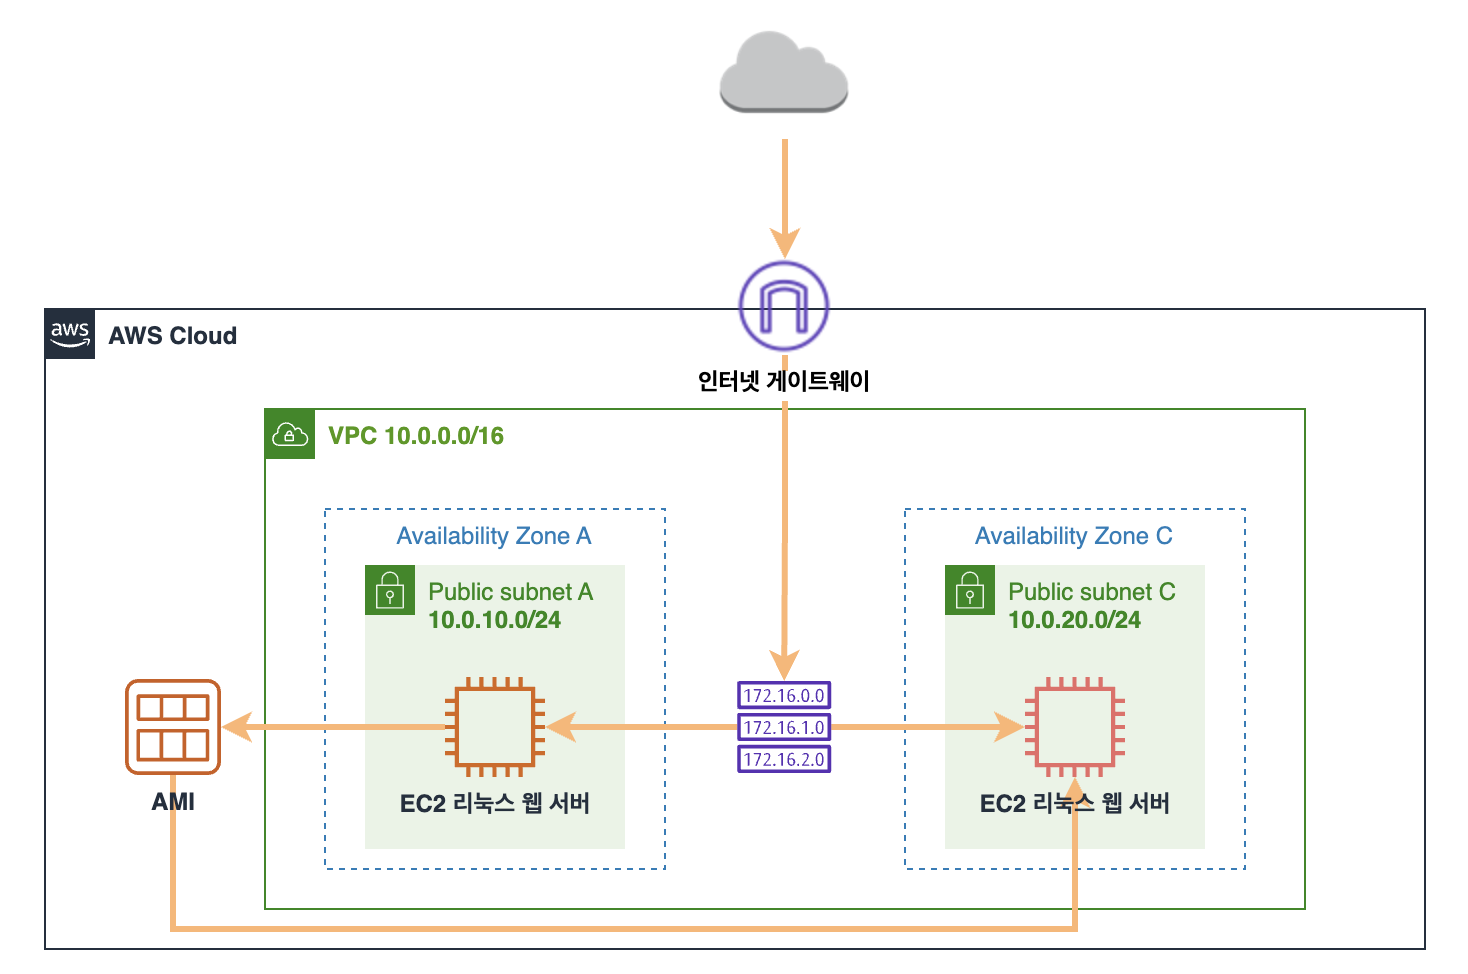 aws
AWS Cloud
인터넷 게이트웨이
VPC 10.0.0.0/16
Availability Zone A
Public subnet A
10.0.10.0/24
EC2 리눅스 웹 서버
AMI
172.16.0.0
172.16.1.0
172.16.2.0
Availability Zone C
Public subnet C
10.0.20.0/24
EC2 리눅스 웹 서버